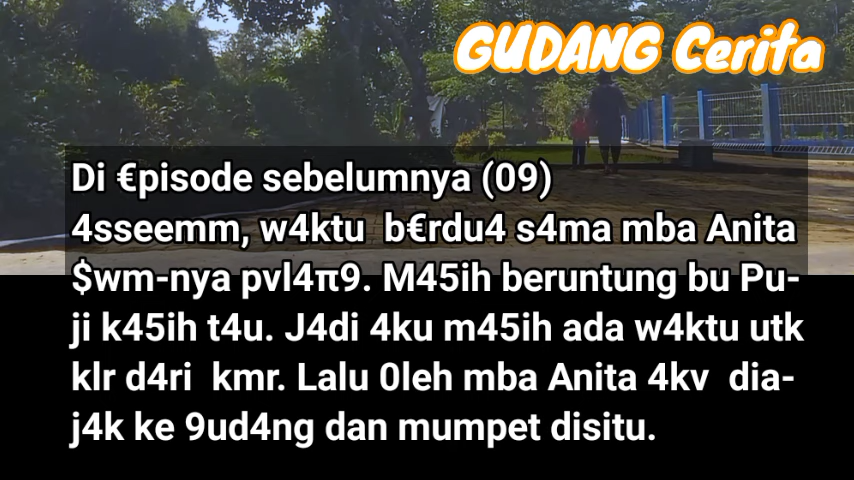 GUDANG Cerita
Di €pisode sebelumnya (09)
4sseemm, w4ktu b€rdu4 s4ma mba Anita
$wm-nya pvl4π9. M45ih beruntung bu Pu-
ji k45ih t4u. J4di 4ku m45ih ada w4ktu utk
klr d4ri kmr. Lalu 0leh mba Anita 4kv dia-
j4k ke 9ud4ng dan mumpet disitu.